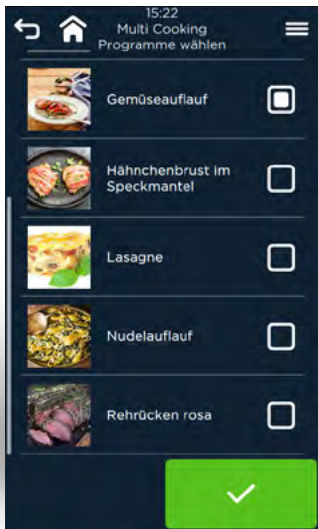 15:22
Multi Cooking
Programme wählen
Gemüseauflauf
Hähnchenbrust im
Speckmantel
Lasagne
Nudelauflauf
Rehrücken rosa